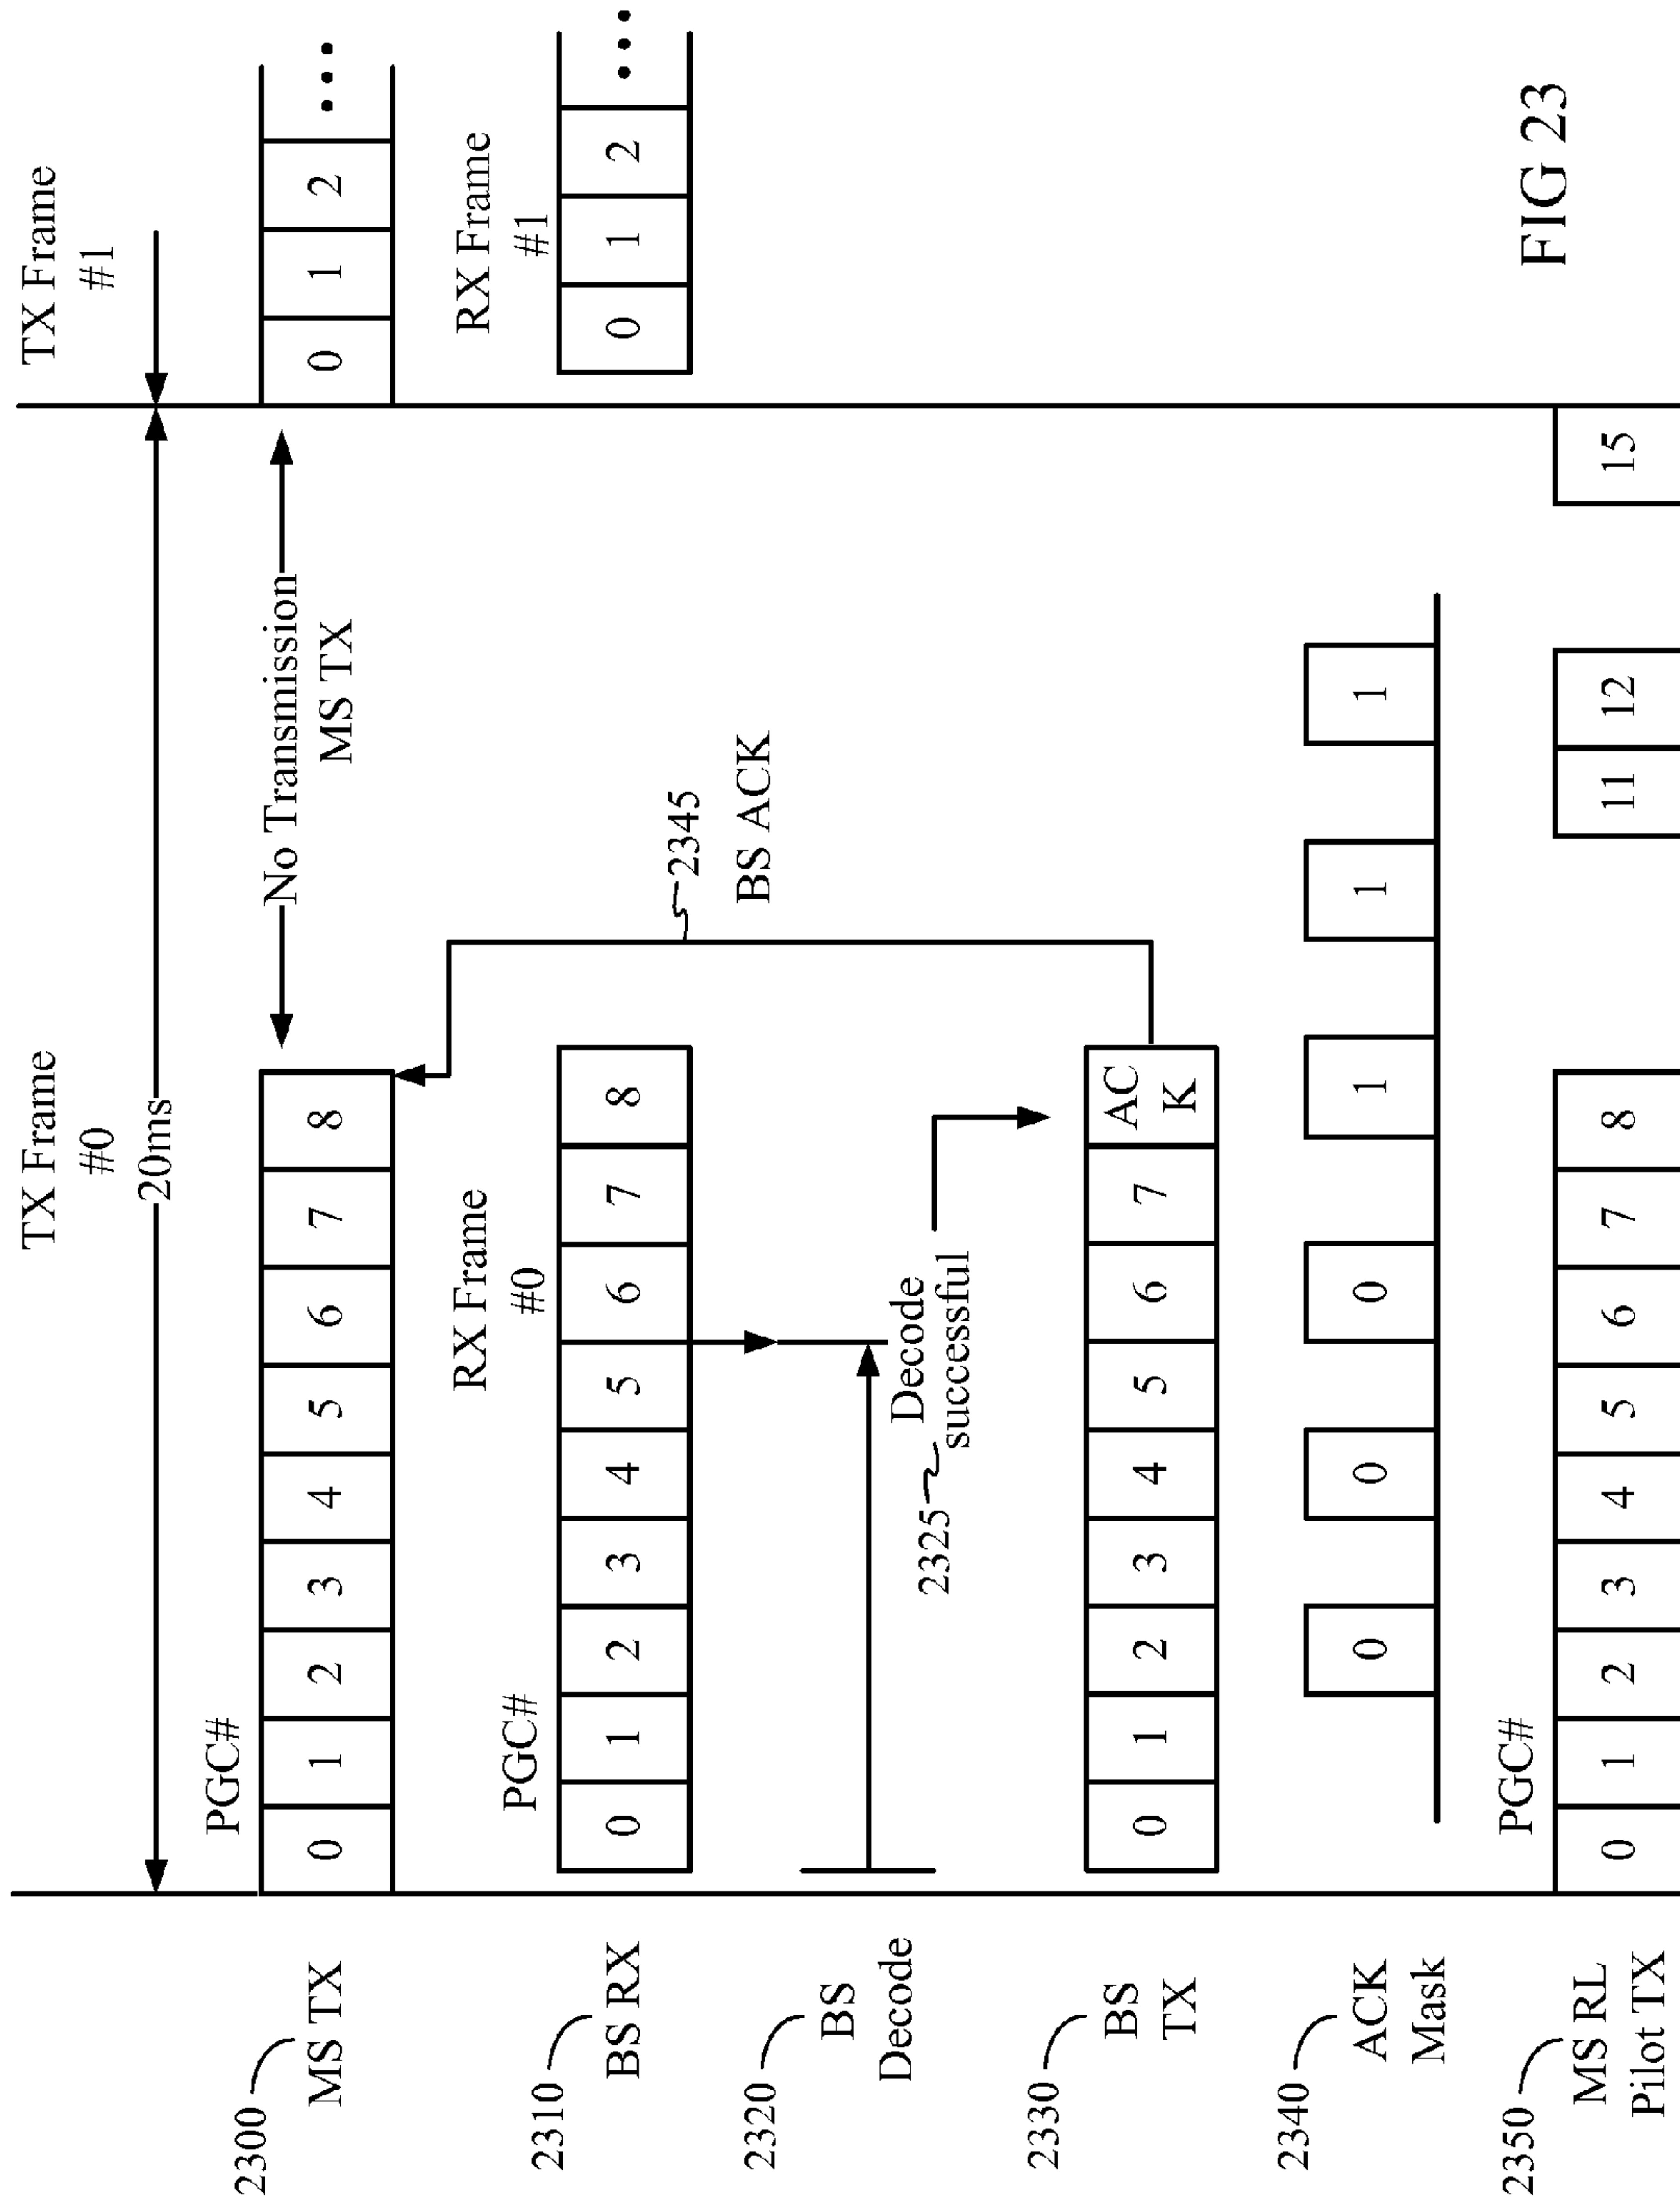 TX Frame
#0
TX Frame
#1
20ms
2300
MS TX
PGC#
0 1 2 3 4 5 6 7 8
No Transmission
MS TX
0 1 2 •••
2310
BS RX
PGC#
RX Frame
#0
0 1 2 3 4 5 6 7 8
RX Frame
#1
0 1 2 •••
2320
BS
Decode
2325
Decode
successful
2345
BS ACK
2330
BS
TX
0 1 2 3 4 5 6 7 AC
K
2340
ACK
Mask
0 0 0 1 1 1
2350
MS RL
Pilot TX
PGC#
0 1 2 3 4 5 6 7 8 11 12 15
FIG 23